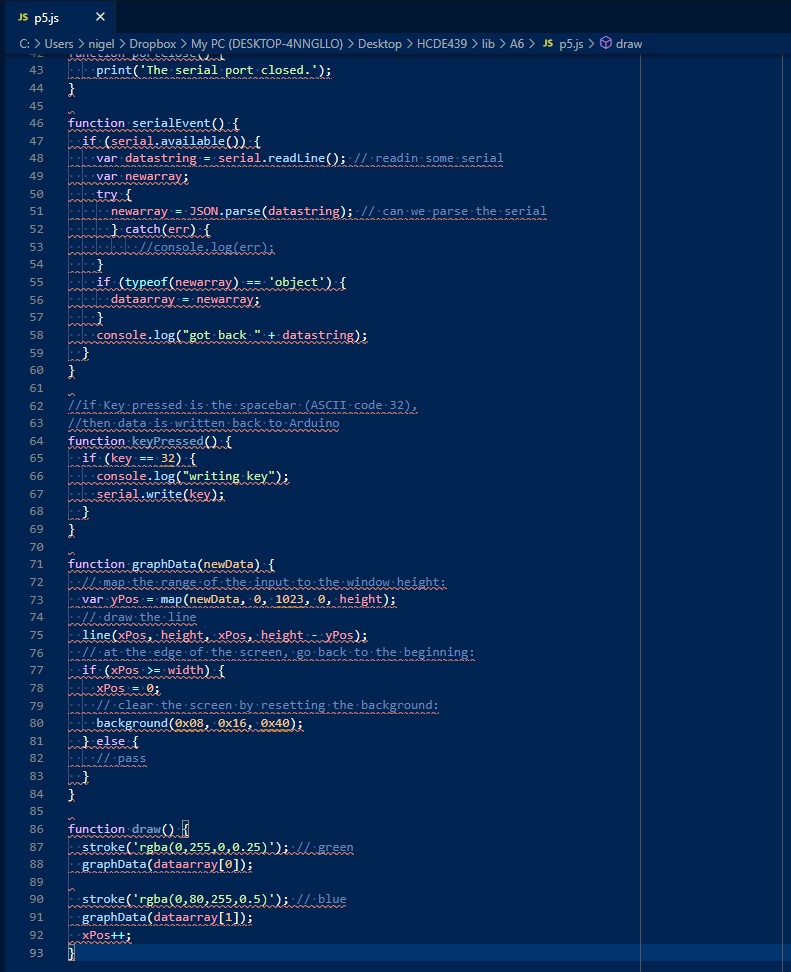 JS p5.js ×
C: > Users > nigel > Dropbox > My PC (DESKTOP-4NNGLLO) > Desktop > HCDE439 > lib > A6 > JS p5.js > draw
43 print('The serial port closed.');
44 }
45
46 function serialEvent() {
47 if (serial.available()) {
48 var datastring = serial.readLine(); // readin some serial
49 var newarray;
50 try {
51 newarray = JSON.parse(datastring); // can we parse the serial
52 } catch(err) {
53 //console.log(err);
54 }
55 if (typeof(newarray) == 'object') {
56 dataarray = newarray;
57 }
58 console.log("got back " + datastring);
59 }
60 }
61
62 //if Key pressed is the spacebar (ASCII code 32),
63 //then data is written back to Arduino
64 function keyPressed() {
65 if (key == 32) {
66 console.log("writing key");
67 serial.write(key);
68 }
69 }
70
71 function graphData(newData) {
72 // map the range of the input to the window height:
73 var yPos = map(newData, 0, 1023, 0, height);
74 // draw the line
75 line(xPos, height, xPos, height - yPos);
76 // at the edge of the screen, go back to the beginning:
77 if (xPos >= width) {
78 xPos = 0;
79 // clear the screen by resetting the background:
80 background(0x08, 0x16, 0x40);
81 } else {
82 // pass
83 }
84 }
85
86 function draw() {
87 stroke('rgba(0,255,0,0.25)'); // green
88 graphData(dataarray[0]);
89
90 stroke('rgba(0,80,255,0.5)'); // blue
91 graphData(dataarray[1]);
92 xPos++;
93 }